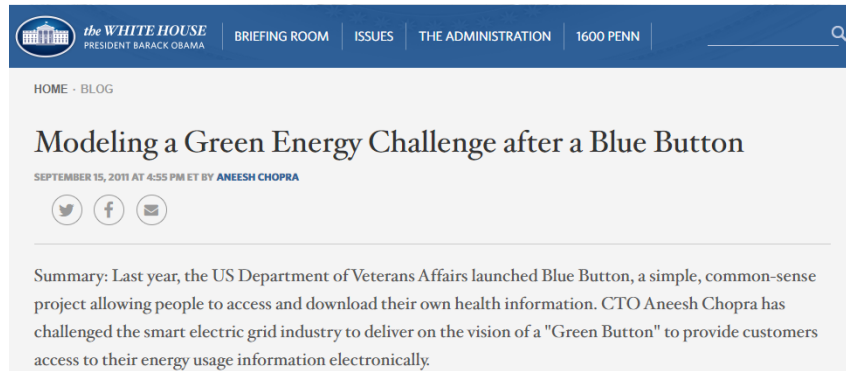 the WHITE HOUSE
PRESIDENT BARACK OBAMA
BRIEFING ROOM ISSUES THE ADMINISTRATION 1600 PENN
HOME · BLOG
Modeling a Green Energy Challenge after a Blue Button
SEPTEMBER 15, 2011 AT 4:55 PM ET BY ANEESH CHOPRA
Summary: Last year, the US Department of Veterans Affairs launched Blue Button, a simple, common-sense
project allowing people to access and download their own health information. CTO Aneesh Chopra has
challenged the smart electric grid industry to deliver on the vision of a "Green Button" to provide customers
access to their energy usage information electronically.